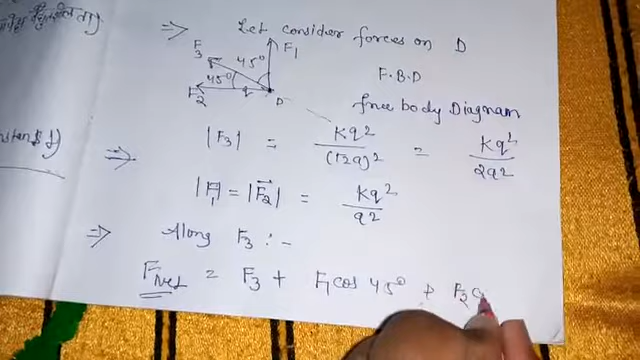 ⇒ Let consider forces on D
F3 45° F1
45°
F2 q D
F.B.D
free body Diagram
|F3| = Kq²/(√2a)² = Kq²/2a²
⇒
|F1| = |F2| = Kq²/a²
⇒ Along F3 :-
FNet = F3 + F1 cos 45° + F2 c